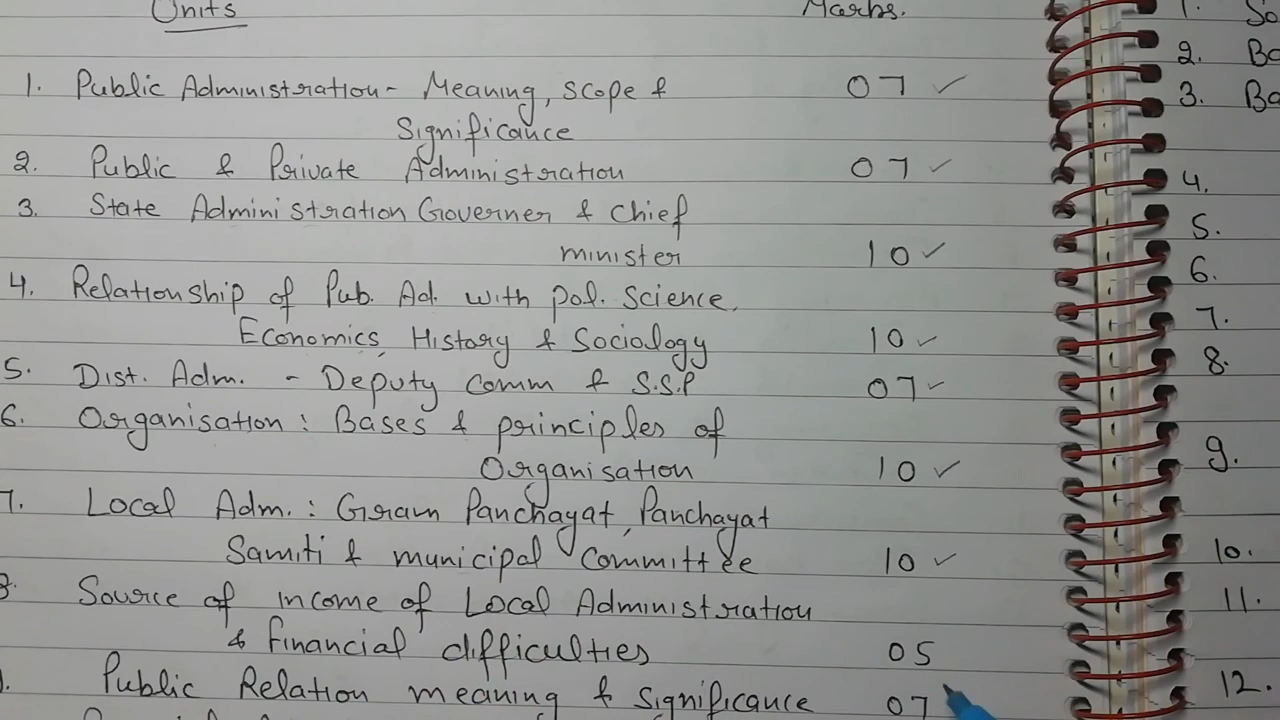 Units Marks.
1. Public Administration - Meaning, scope & 07 ✓
Significance
2. Public & Private Administration 07 ✓
3. State Administration Governer & Chief
minister 10 ✓
4. Relationship of Pub. Ad. with pol. Science,
Economics, History & Sociology 10 ✓
5. Dist. Adm. - Deputy Comm & S.S.P 07 ✓
6. Organisation : Bases & principles of
Organisation 10 ✓
7. Local Adm. : Gram Panchayat, Panchayat
Samiti & municipal Committee 10 ✓
8. Source of income of Local Administration
& financial difficulties 05
Public Relation meaning & significance 07
1. So
2. Ba
3. Ba
4.
5.
6.
7.
8.
9.
10.
11.
12.